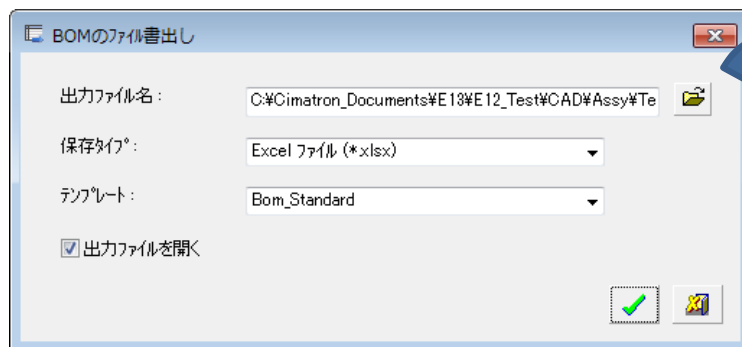 BOMのﾌｧｲﾙ書出し
出力ファイル名 :
C:¥Cimatron_Documents¥E13¥E12_Test¥CAD¥Assy¥Te
保存ﾀｲﾌﾟ:
Excel ﾌｧｲﾙ (*.xlsx)
ﾃﾝﾌﾟﾚｰﾄ :
Bom_Standard
出力ﾌｧｲﾙを開く